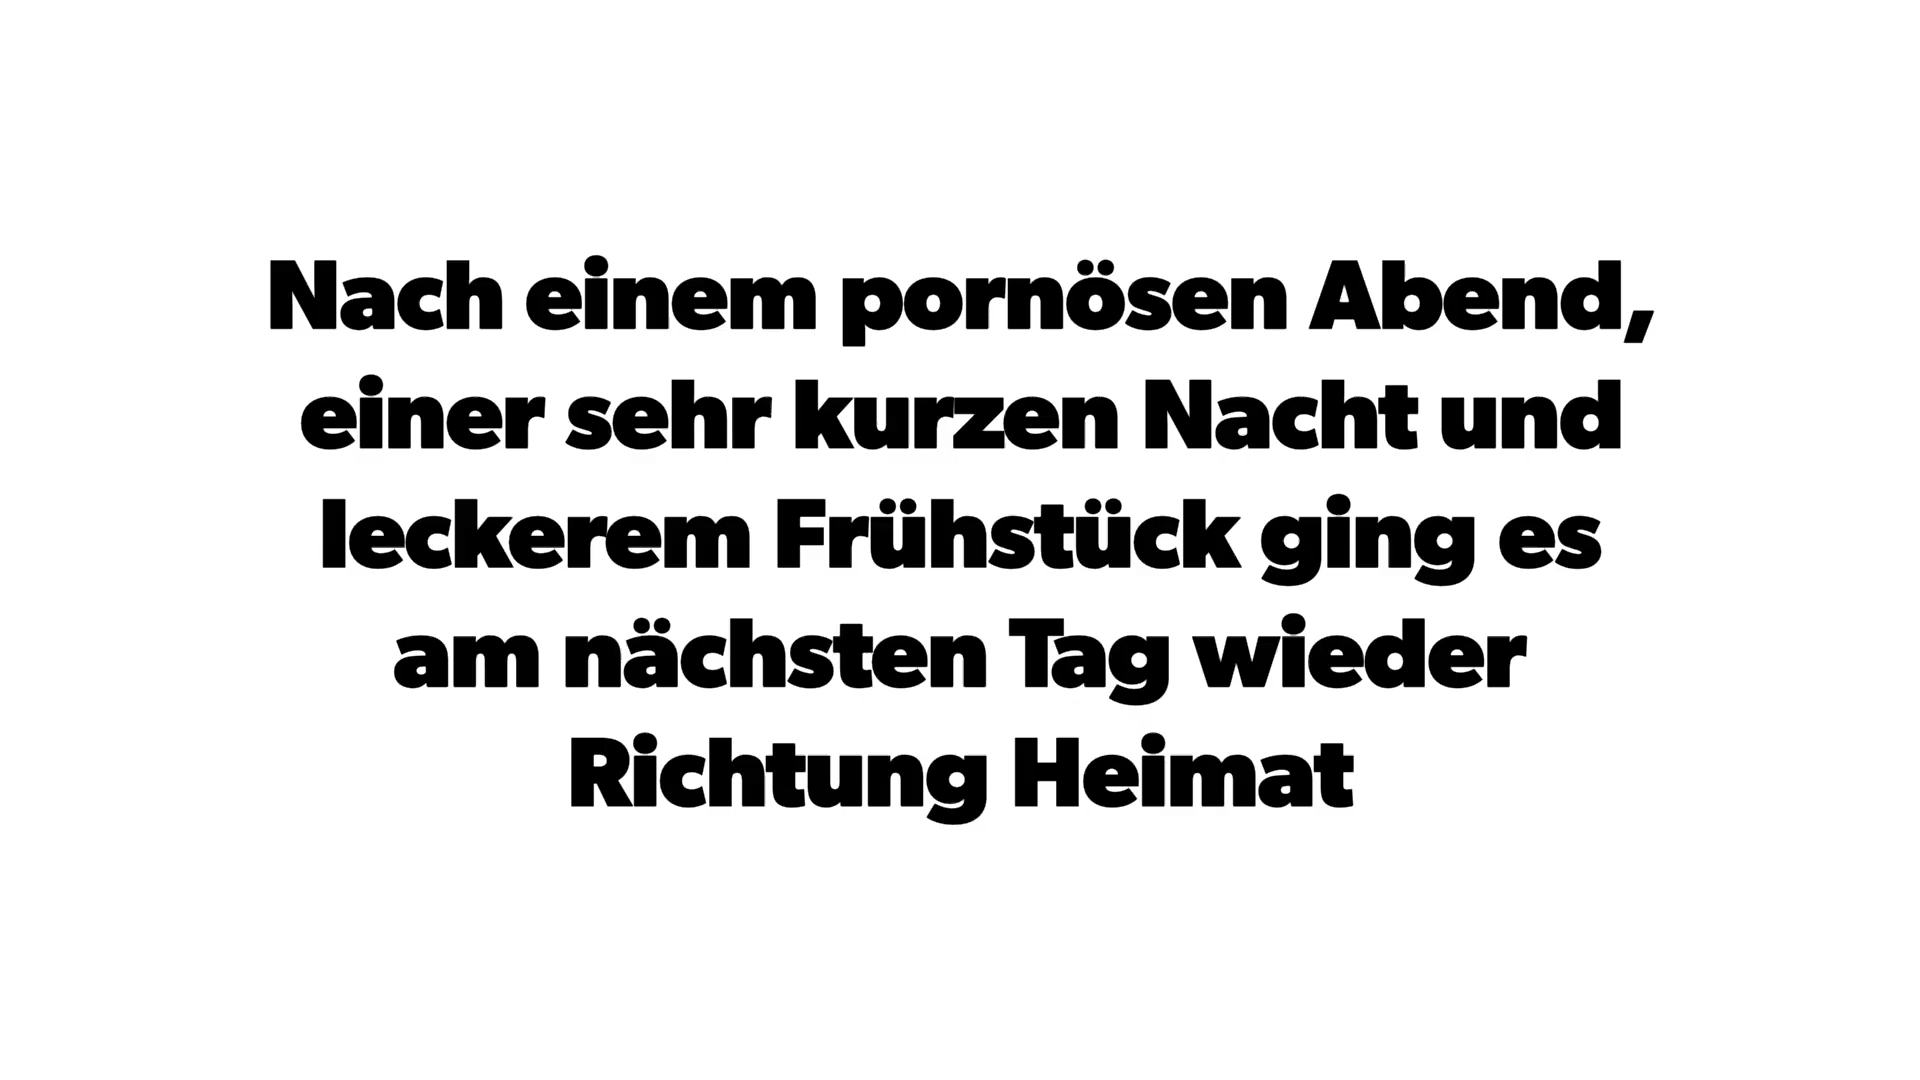 Nach einem pornösen Abend,
einer sehr kurzen Nacht und
leckerem Frühstück ging es
am nächsten Tag wieder
Richtung Heimat